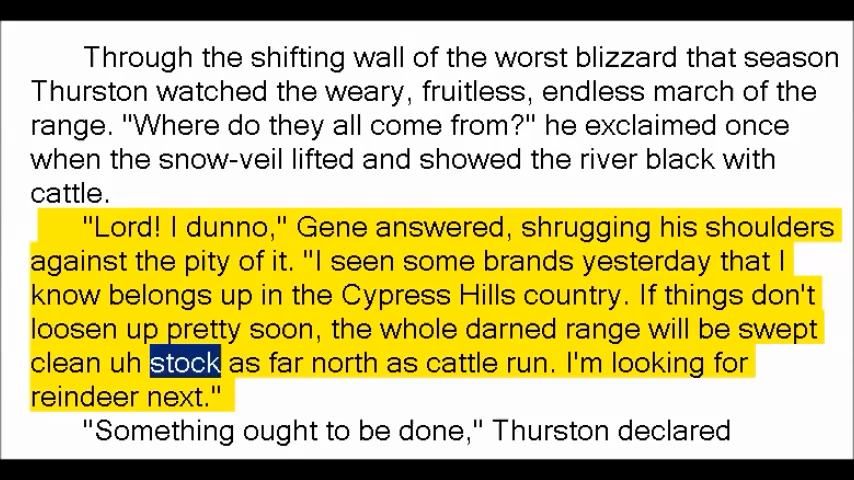 Through the shifting wall of the worst blizzard that season
Thurston watched the weary, fruitless, endless march of the
range. "Where do they all come from?" he exclaimed once
when the snow-veil lifted and showed the river black with
cattle.
"Lord! I dunno," Gene answered, shrugging his shoulders
against the pity of it. "I seen some brands yesterday that I
know belongs up in the Cypress Hills country. If things don't
loosen up pretty soon, the whole darned range will be swept
clean uh stock as far north as cattle run. I'm looking for
reindeer next."
"Something ought to be done," Thurston declared